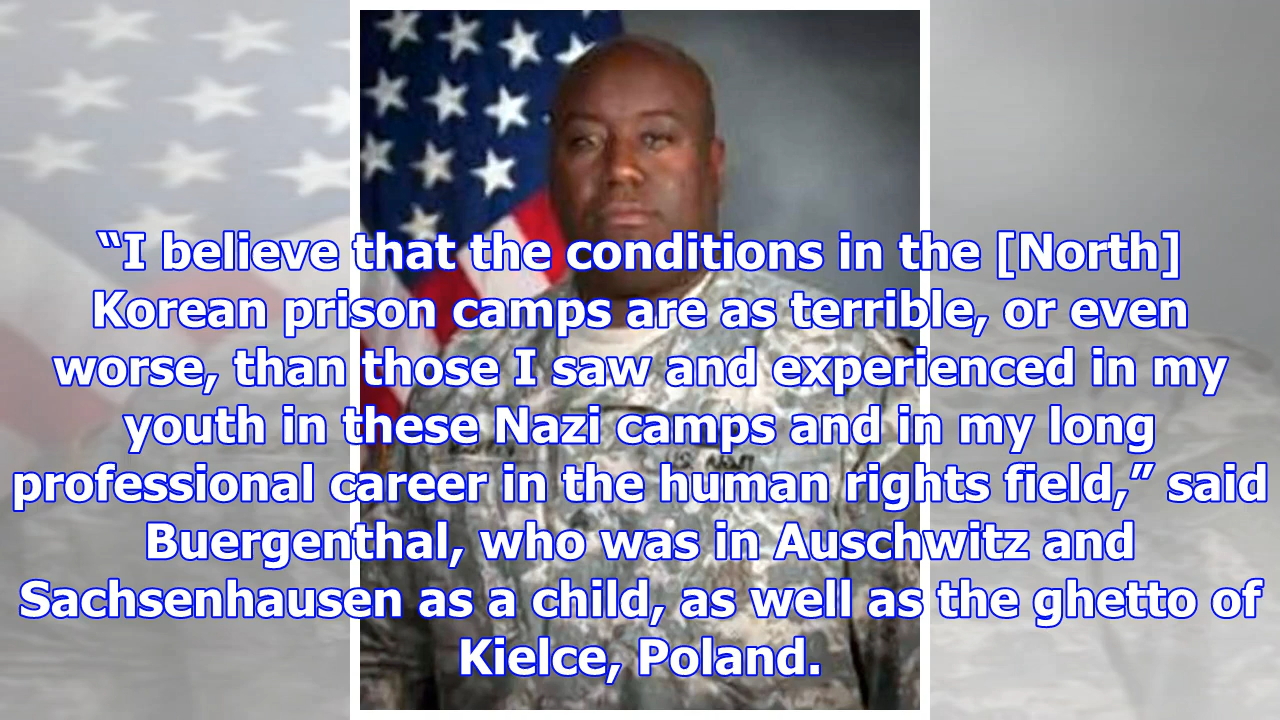 “I believe that the conditions in the [North]
Korean prison camps are as terrible, or even
worse, than those I saw and experienced in my
youth in these Nazi camps and in my long
professional career in the human rights field,” said
Buergenthal, who was in Auschwitz and
Sachsenhausen as a child, as well as the ghetto of
Kielce, Poland.
U.S. ARMY